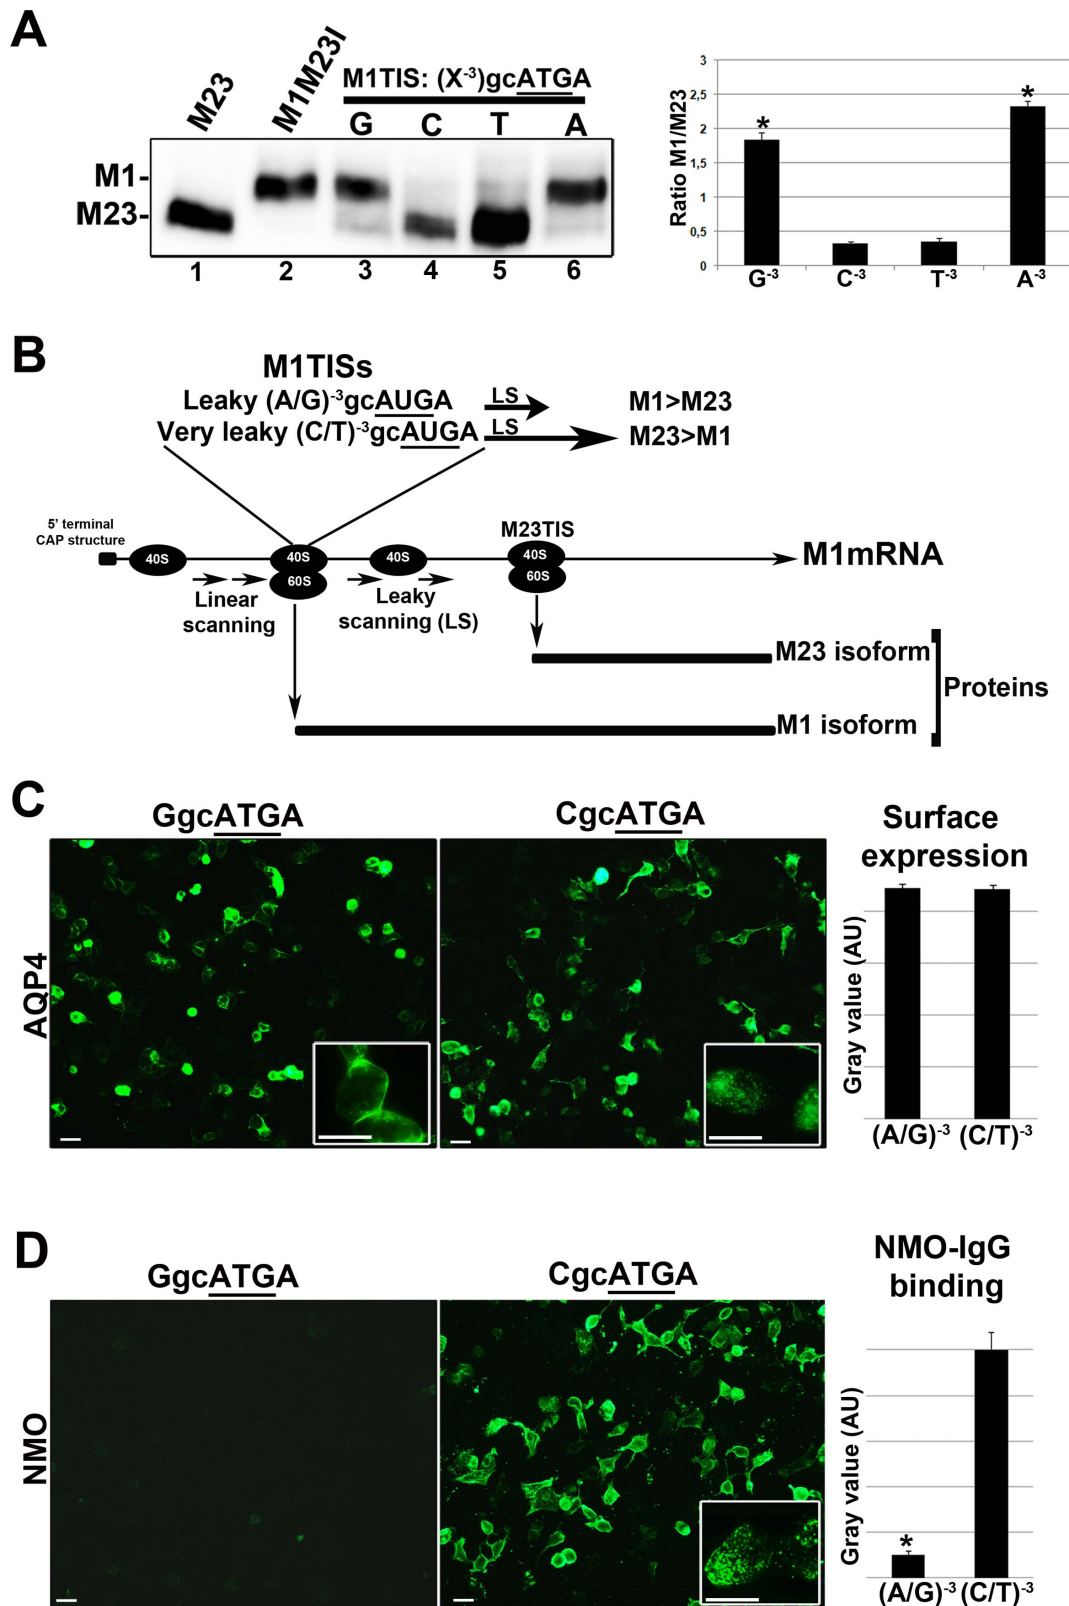 A
M23
M1M23I
M1TIS: (X-3)gcATGA
G C T A
M1-
M23-
1 2 3 4 5 6
Ratio M1/M23
3
2,5
2
1,5
1
0,5
0
* *
G-3 C-3 T-3 A-3
B
M1TISs
Leaky (A/G)-3gcAUGA LS M1>M23
Very leaky (C/T)-3gcAUGA LS M23>M1
5' terminal
CAP structure
M23TIS
40S 40S 40S 40S
60S 60S
M1mRNA
Linear
scanning
Leaky
scanning (LS)
M23 isoform
Proteins
M1 isoform
C
GgcATGA CgcATGA
Surface
expression
AQP4
Gray value (AU)
(A/G)-3 (C/T)-3
D
GgcATGA CgcATGA
NMO-IgG
binding
NMO
Gray value (AU)
*
(A/G)-3 (C/T)-3